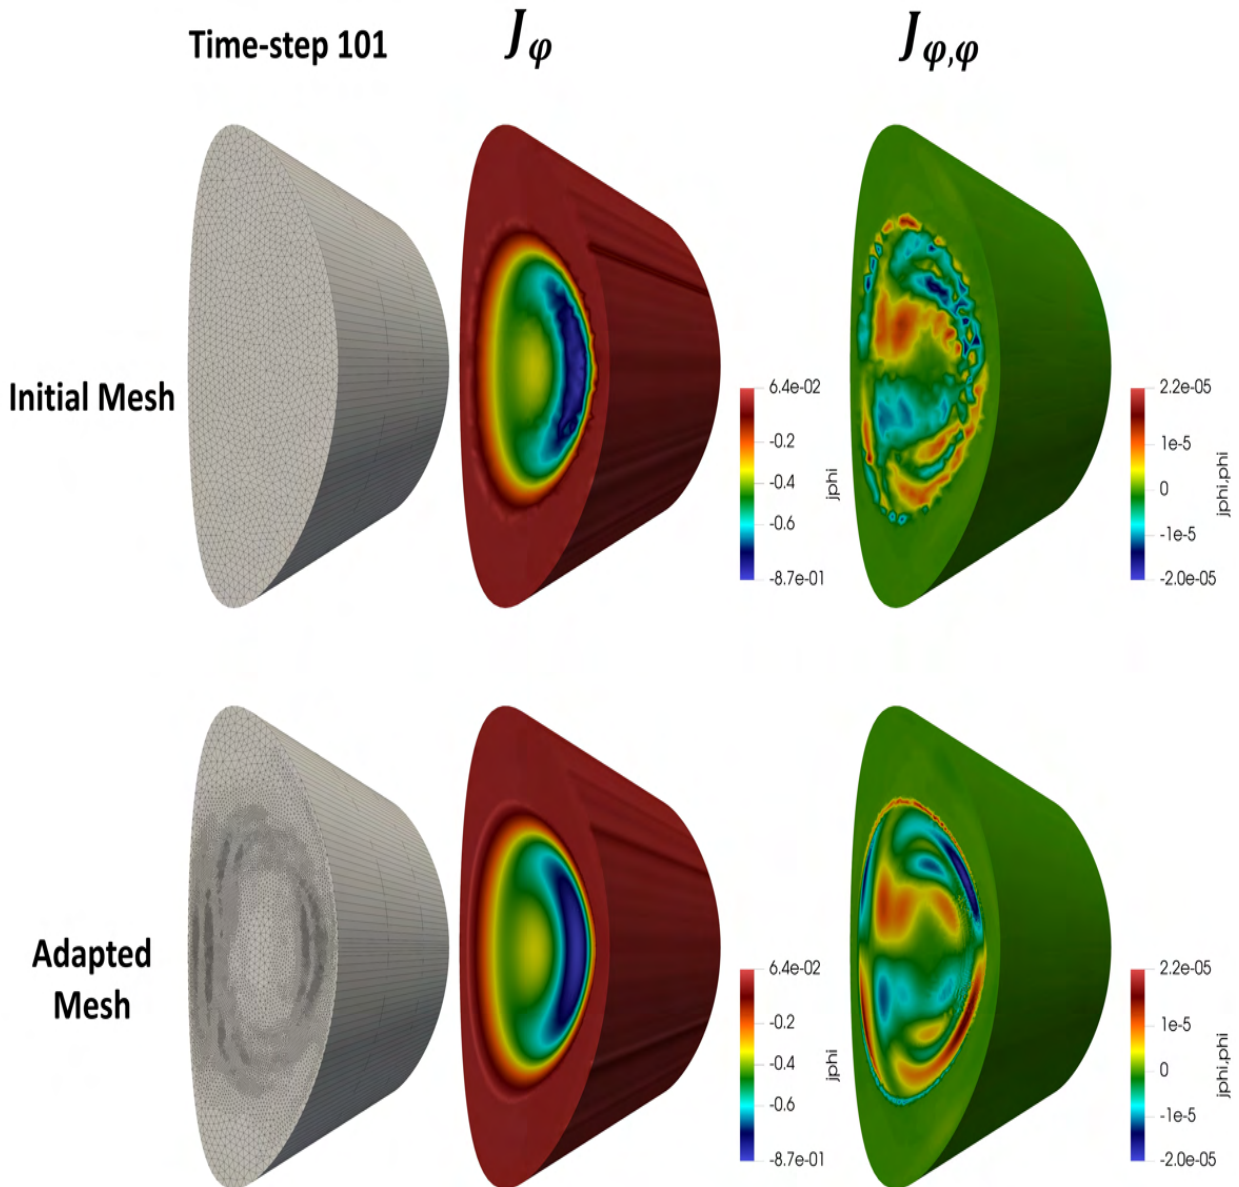 Time-step 101
J_φ
J_φ,φ
Initial Mesh
6.4e-02
-0.2
-0.4
-0.6
-8.7e-01
jphi
2.2e-05
1e-5
0
-1e-5
-2.0e-05
jphi,phi
Adapted
Mesh
6.4e-02
-0.2
-0.4
-0.6
-8.7e-01
jphi
2.2e-05
1e-5
0
-1e-5
-2.0e-05
jphi,phi